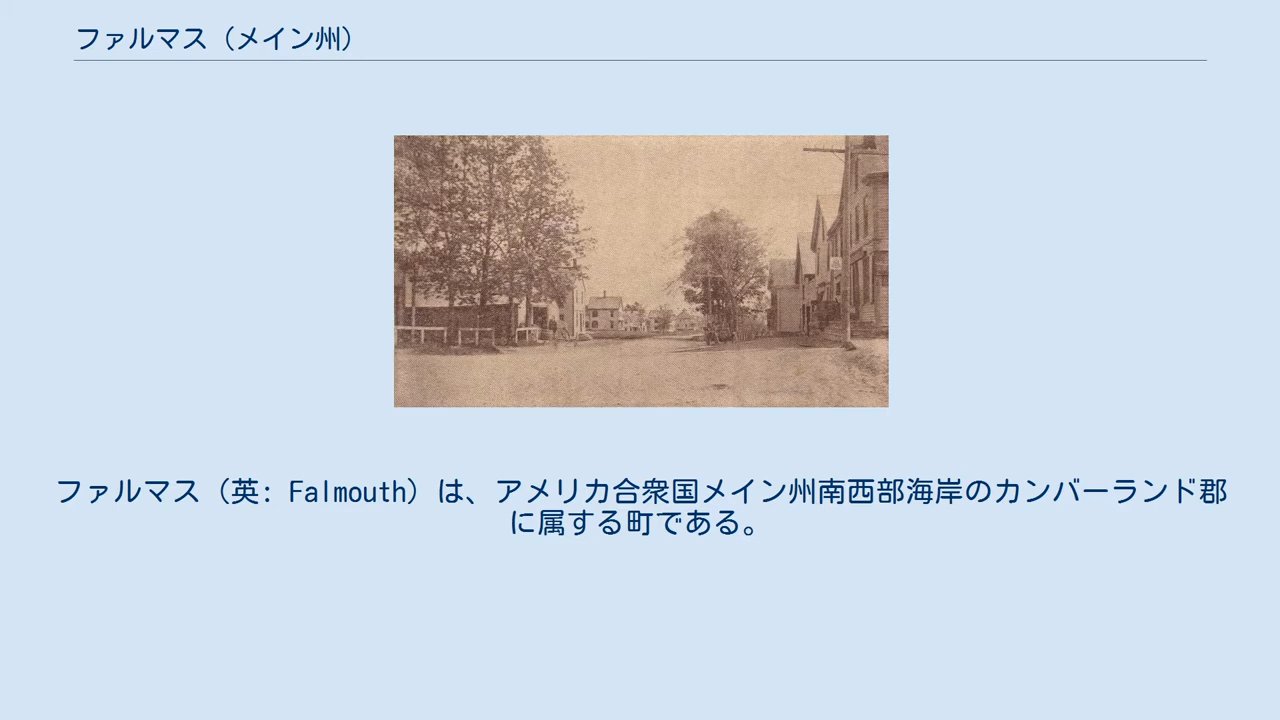 ファルマス（メイン州）
ファルマス（英: Falmouth）は、アメリカ合衆国メイン州南西部海岸のカンバーランド郡
に属する町である。